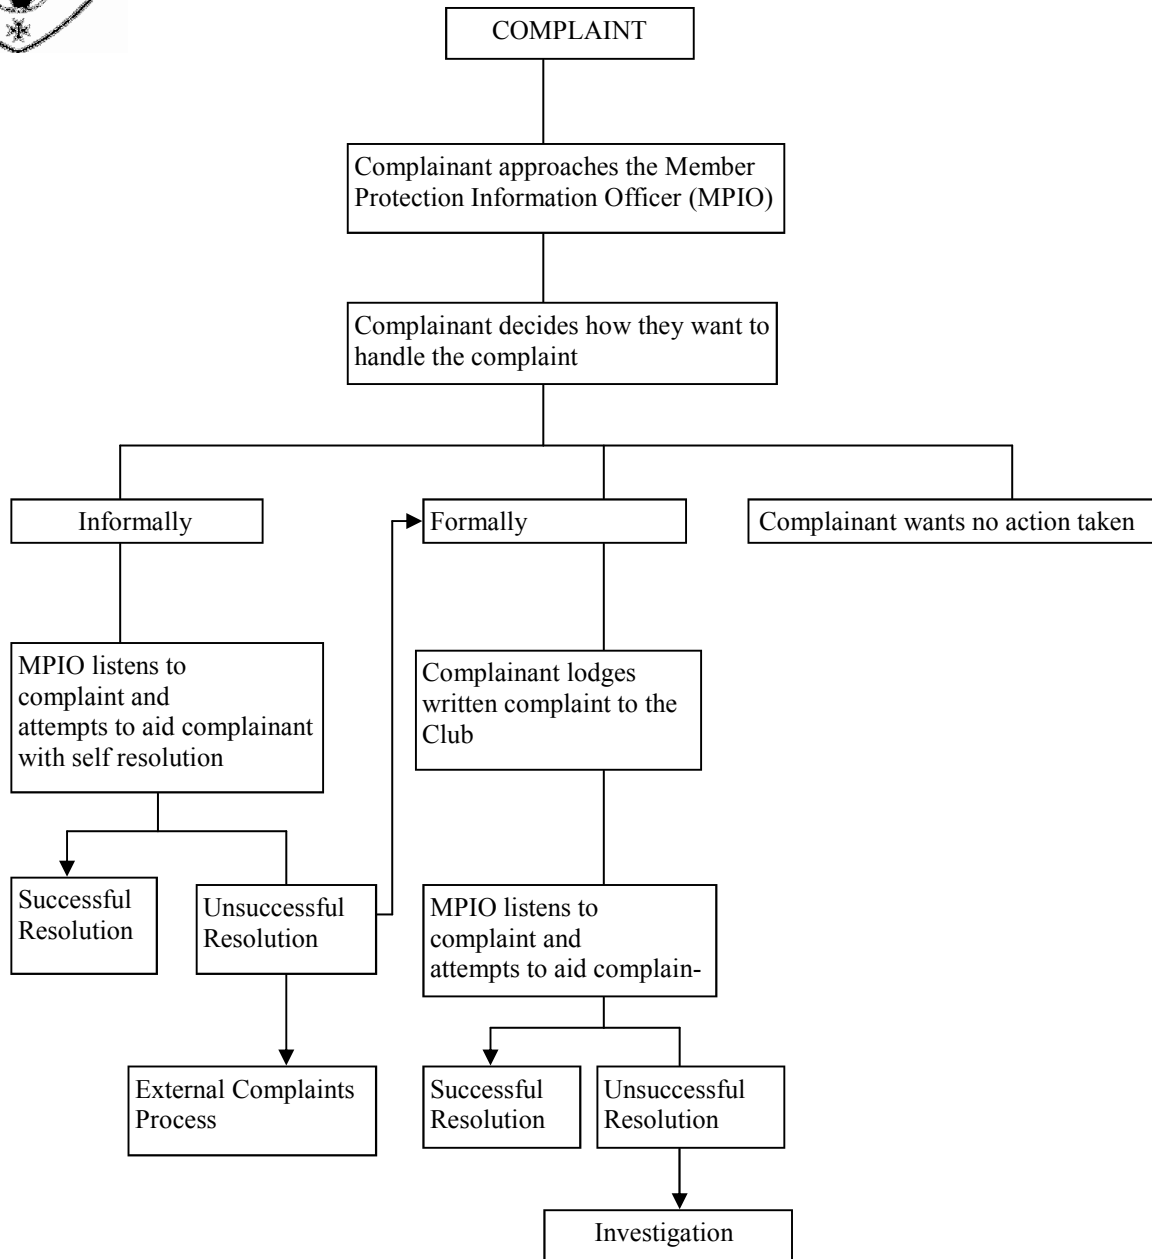 COMPLAINT
Complainant approaches the Member
Protection Information Officer (MPIO)
Complainant decides how they want to
handle the complaint
Informally
Formally
Complainant wants no action taken
MPIO listens to
complaint and
attempts to aid complainant
with self resolution
Complainant lodges
written complaint to the
Club
Successful
Resolution
Unsuccessful
Resolution
MPIO listens to
complaint and
attempts to aid complain-
External Complaints
Process
Successful
Resolution
Unsuccessful
Resolution
Investigation